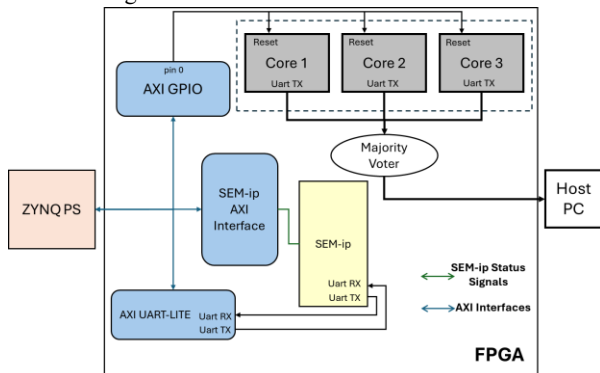 Reset
Core 1
Uart TX
Reset
Core 2
Uart TX
Reset
Core 3
Uart TX
pin 0
AXI GPIO
Majority
Voter
ZYNQ PS
SEM-ip
AXI
Interface
SEM-ip
Uart RX
Uart TX
Host
PC
AXI UART-LITE
Uart RX
Uart TX
SEM-ip Status
Signals
AXI Interfaces
FPGA